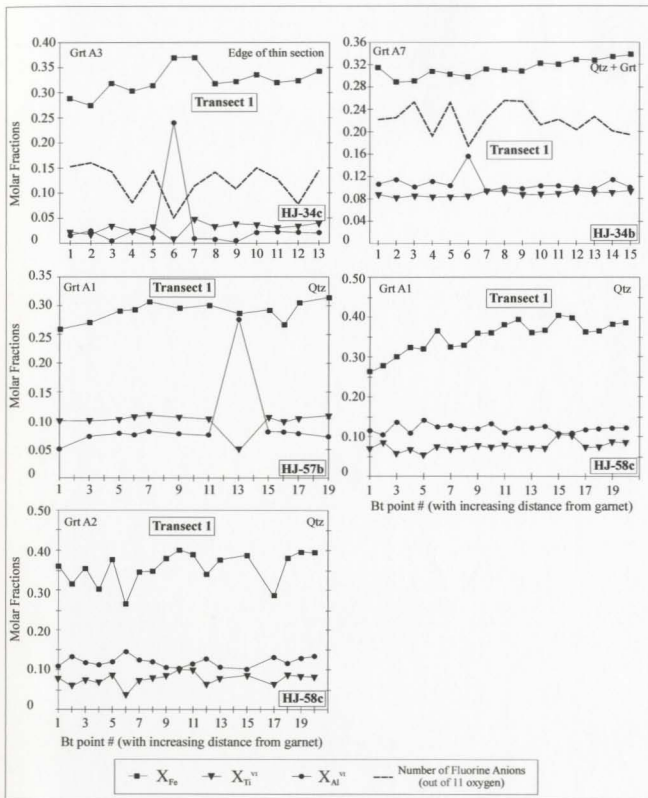 Molar Fractions
0.40
0.35
0.30
0.25
0.20
0.15
0.10
0.05
0
Grt A3
Edge of thin section
Transect 1
HJ-34c
1 2 3 4 5 6 7 8 9 10 11 12 13
0.36
0.32
0.28
0.24
0.20
0.16
0.12
0.08
0
Grt A7
Qtz + Grt
Transect 1
HJ-34b
1 2 3 4 5 6 7 8 9 10 11 12 13 14 15
Molar Fractions
0.35
0.30
0.25
0.20
0.15
0.10
0.05
0
Grt A1
Transect 1
Qtz
HJ-57b
1 3 5 7 9 11 13 15 17 19
0.50
0.40
0.30
0.20
0.10
0
Grt A1
Transect 1
Qtz
HJ-58c
1 3 5 7 9 11 13 15 17 19
Bt point # (with increasing distance from garnet)
Molar Fractions
0.50
0.40
0.30
0.20
0.10
0
Grt A2
Transect 1
Qtz
HJ-58c
1 3 5 7 9 11 13 15 17 19
Bt point # (with increasing distance from garnet)
XFe
XTi VI
XAl VI
Number of Fluorine Anions
(out of 11 oxygen)